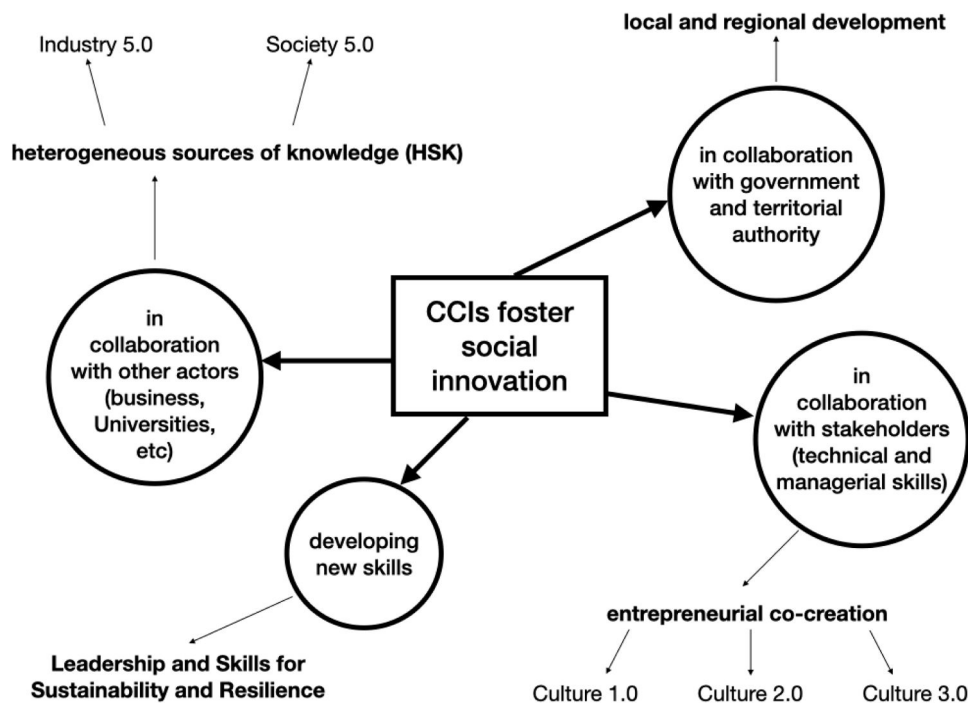 local and regional development
Industry 5.0
Society 5.0
heterogeneous sources of knowledge (HSK)
in collaboration
with government
and territorial
authority
in
collaboration
with other actors
(business,
Universities,
etc)
CCIs foster
social
innovation
in
collaboration
with stakeholders
(technical and
managerial skills)
developing
new skills
entrepreneurial co-creation
Leadership and Skills for
Sustainability and Resilience
Culture 1.0
Culture 2.0
Culture 3.0